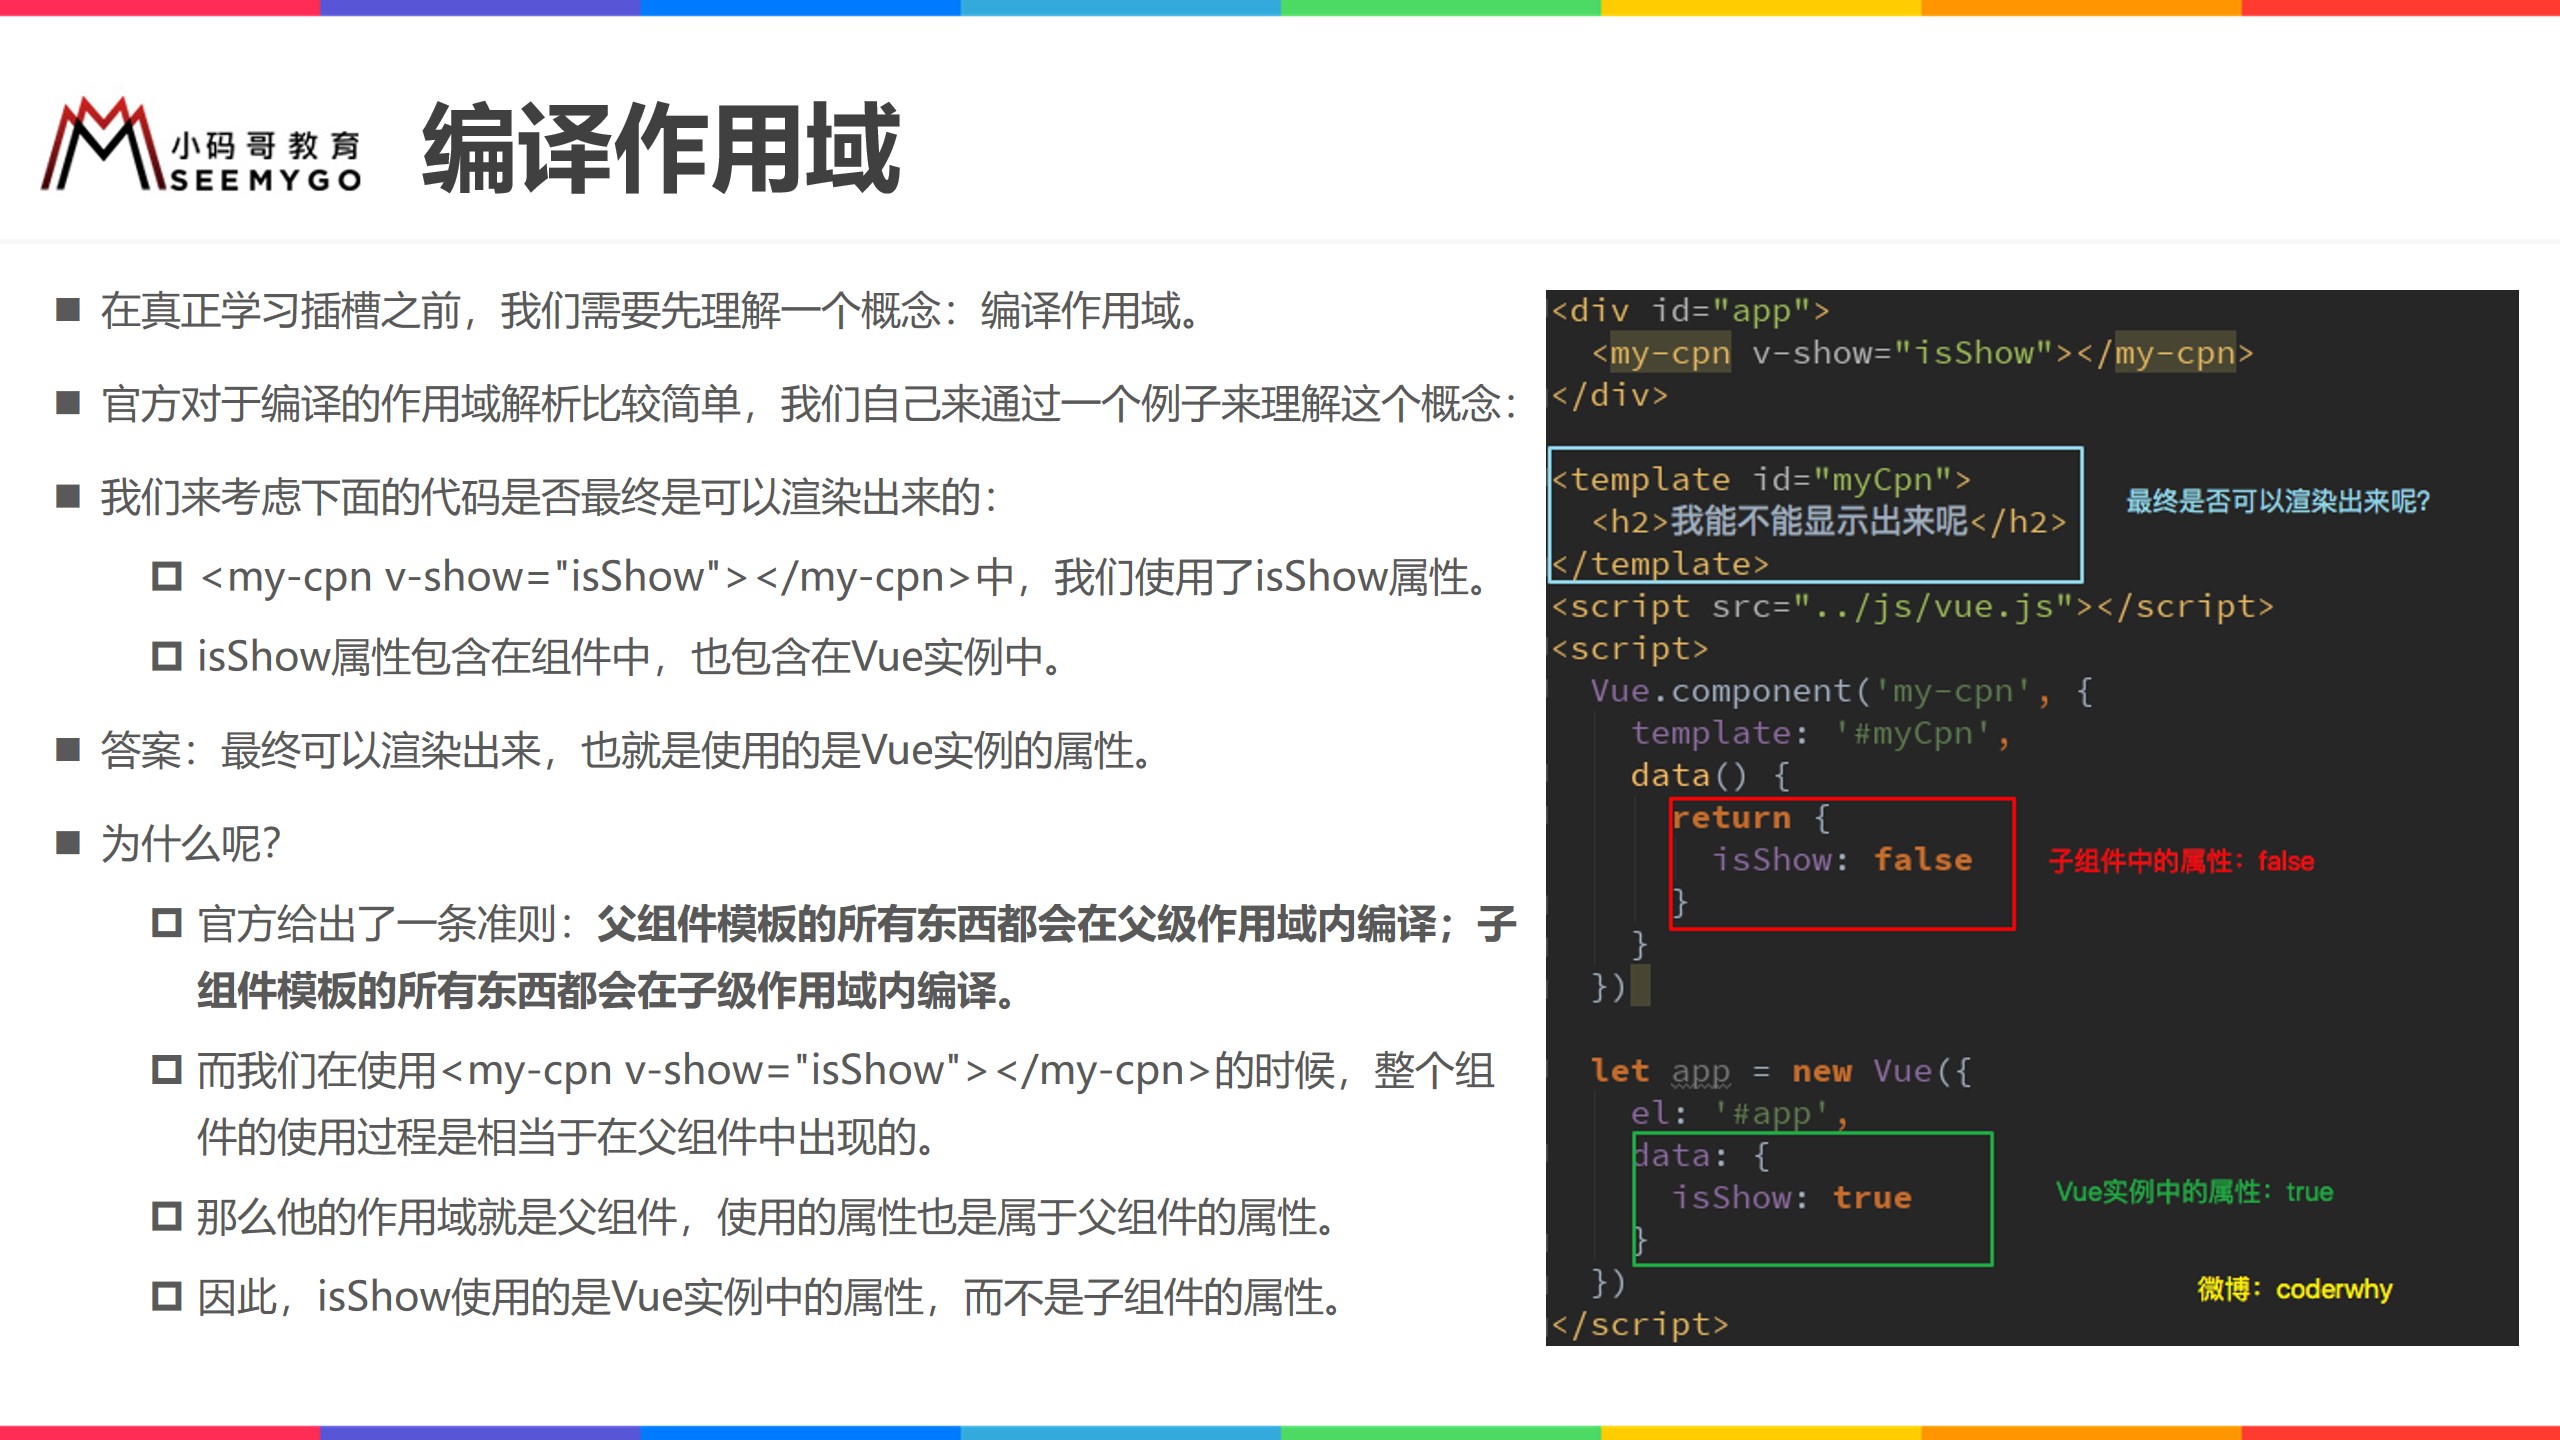 小码哥教育
SEEMYGO
编译作用域
在真正学习插槽之前，我们需要先理解一个概念：编译作用域。
官方对于编译的作用域解析比较简单，我们自己来通过一个例子来理解这个概念：
我们来考虑下面的代码是否最终是可以渲染出来的：
<my-cpn v-show="isShow"></my-cpn>中，我们使用了isShow属性。
isShow属性包含在组件中，也包含在Vue实例中。
答案：最终可以渲染出来，也就是使用的是Vue实例的属性。
为什么呢？
官方给出了一条准则：父组件模板的所有东西都会在父级作用域内编译；子
组件模板的所有东西都会在子级作用域内编译。
而我们在使用<my-cpn v-show="isShow"></my-cpn>的时候，整个组
件的使用过程是相当于在父组件中出现的。
那么他的作用域就是父组件，使用的属性也是属于父组件的属性。
因此，isShow使用的是Vue实例中的属性，而不是子组件的属性。
<div id="app">
<my-cpn v-show="isShow"></my-cpn>
</div>
<template id="myCpn">
<h2>我能不能显示出来呢</h2>
</template>
最终是否可以渲染出来呢？
<script src="../js/vue.js"></script>
<script>
Vue.component('my-cpn', {
template: '#myCpn',
data() {
return {
isShow: false
}
子组件中的属性：false
}
})
let app = new Vue({
el: '#app',
data: {
isShow: true
}
Vue实例中的属性：true
})
微博：coderwhy
</script>